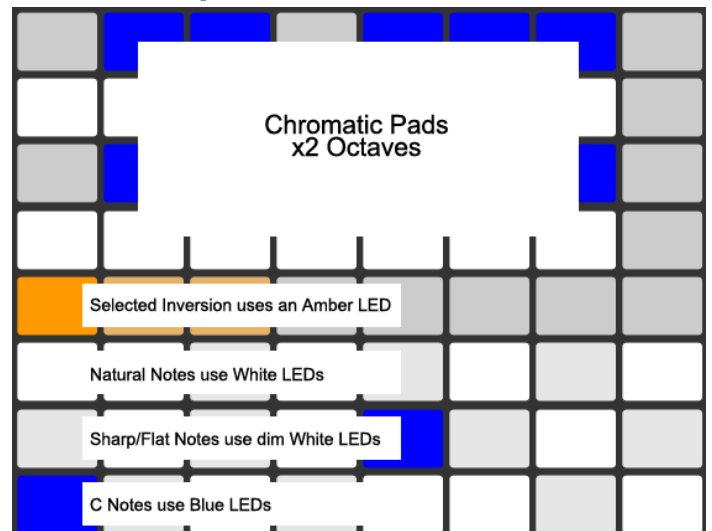 Chromatic Pads
x2 Octaves
Selected Inversion uses an Amber LED
Natural Notes use White LEDs
Sharp/Flat Notes use dim White LEDs
C Notes use Blue LEDs